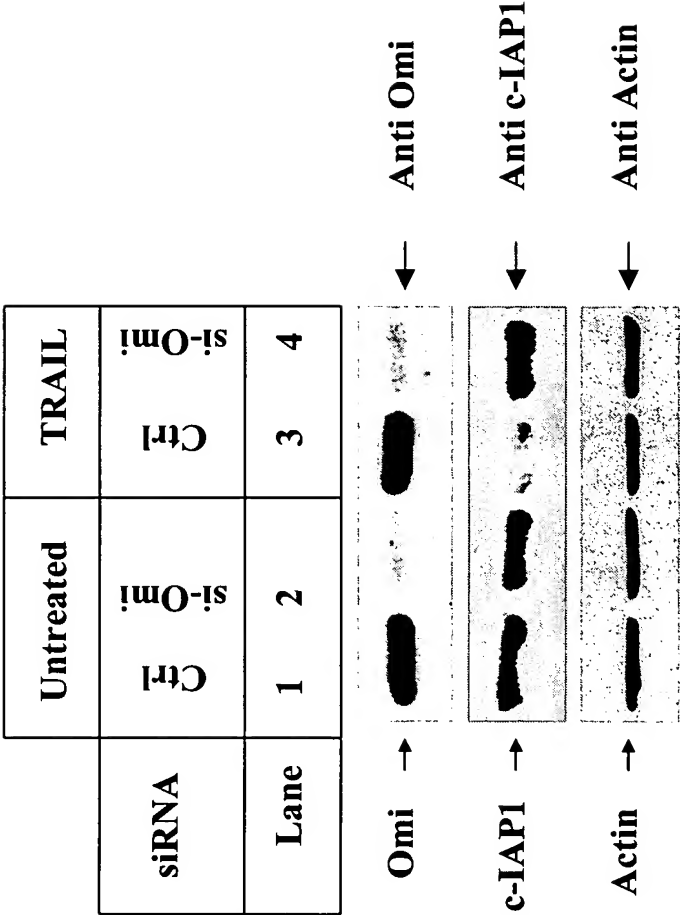 Untreated TRAIL
siRNA Ctrl si-Omi Ctrl si-Omi
Lane 1 2 3 4
Omi → ← Anti Omi
c-IAP1 → ← Anti c-IAP1
Actin → ← Anti Actin